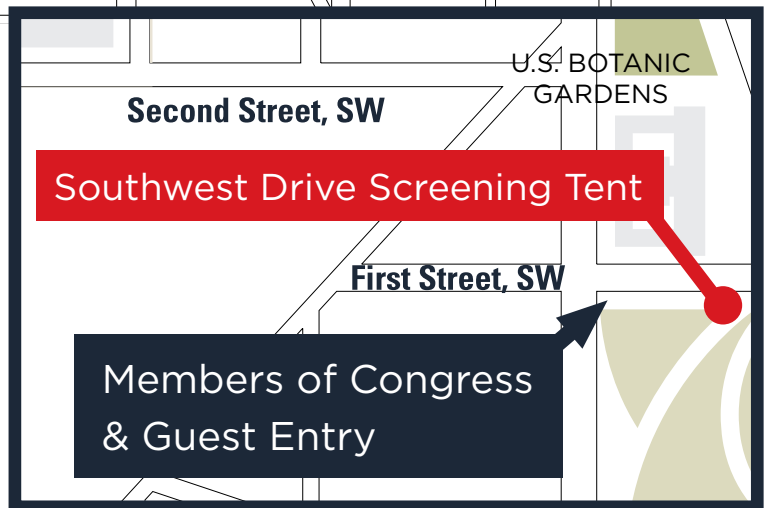 U.S. BOTANIC
GARDENS
Second Street, SW
Southwest Drive Screening Tent
First Street, SW
Members of Congress
& Guest Entry